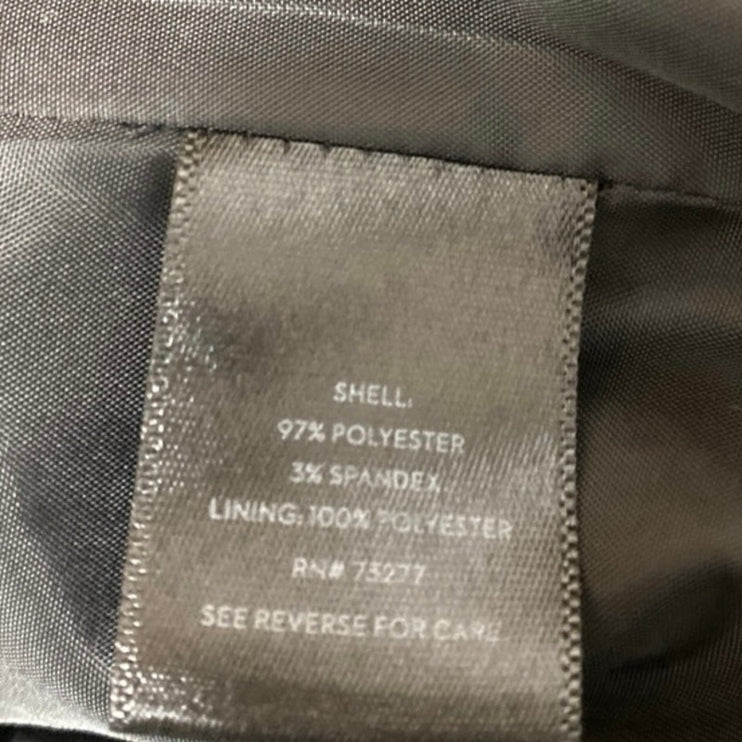 SHELL:
97% POLYESTER
3% SPANDEX
LINING: 100% POLYESTER
RN# 73277
SEE REVERSE FOR CARE